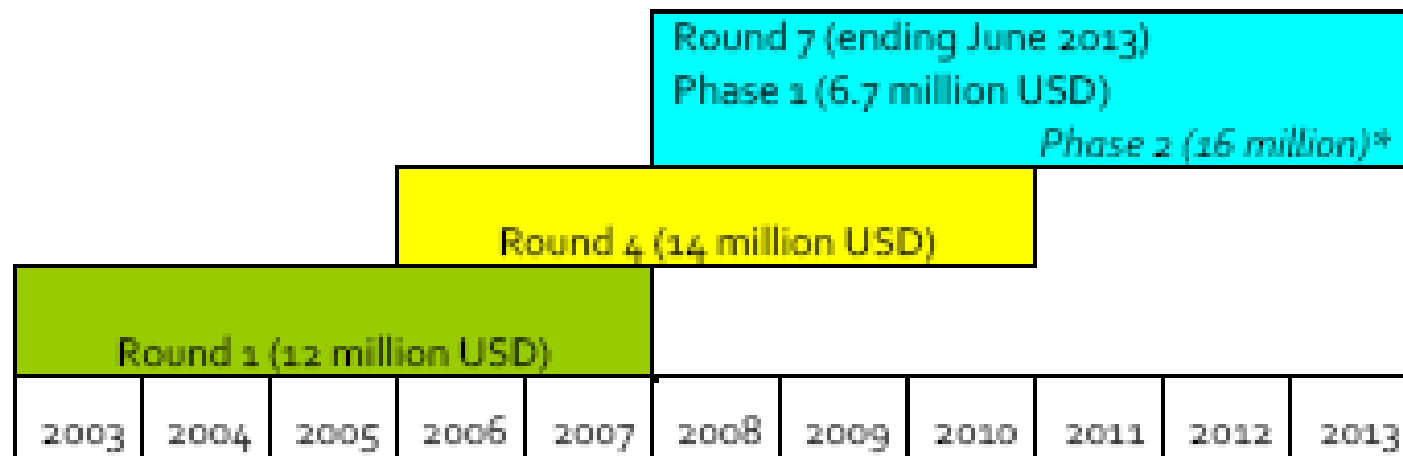 Round 7 (ending June 2013)
Phase 1 (6.7 million USD)
Phase 2 (16 million)*
Round 4 (14 million USD)
Round 1 (12 million USD)
2003 2004 2005 2006 2007 2008 2009 2010 2011 2012 2013